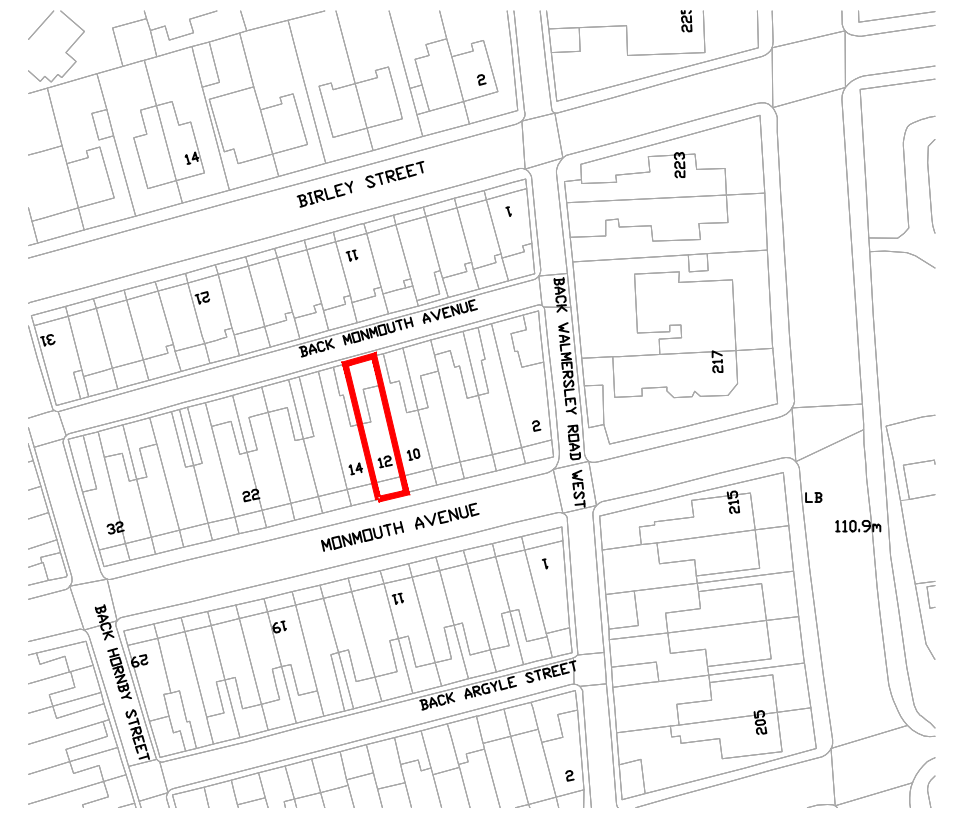 225
2
14
BIRLEY STREET
223
1
11
21
31
BACK MONMOUTH AVENUE
BACK WALMERSLEY ROAD WEST
217
2
10
12
14
22
32
MONMOUTH AVENUE
215
LB
110.9m
1
11
19
29
BACK HORNBY STREET
BACK ARGYLE STREET
205
2